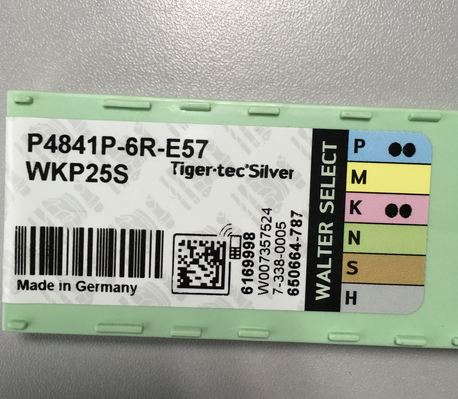 P4841P-6R-E57
WKP25S
Tiger·tec®Silver
Made in Germany
6169998
W007357524
7-338-0005
650664-787
WALTER SELECT
P ●●
M
K ●●
N
S
H